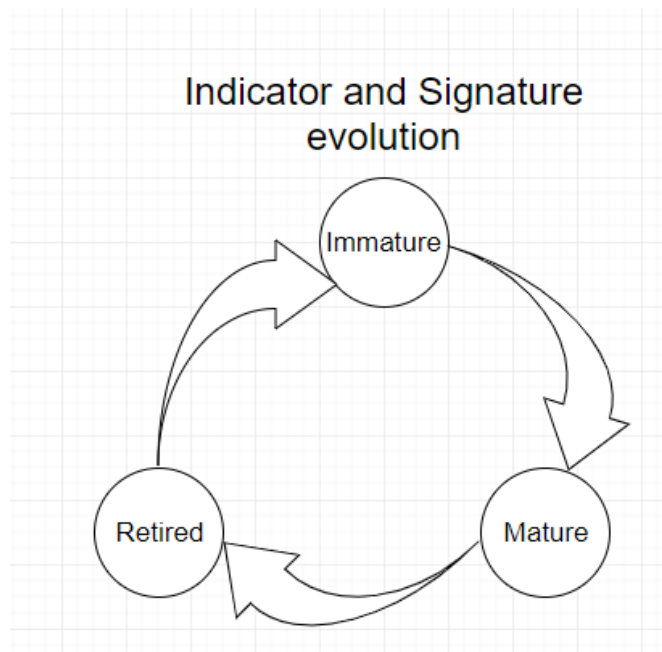 Indicator and Signature
evolution
Immature
Retired
Mature